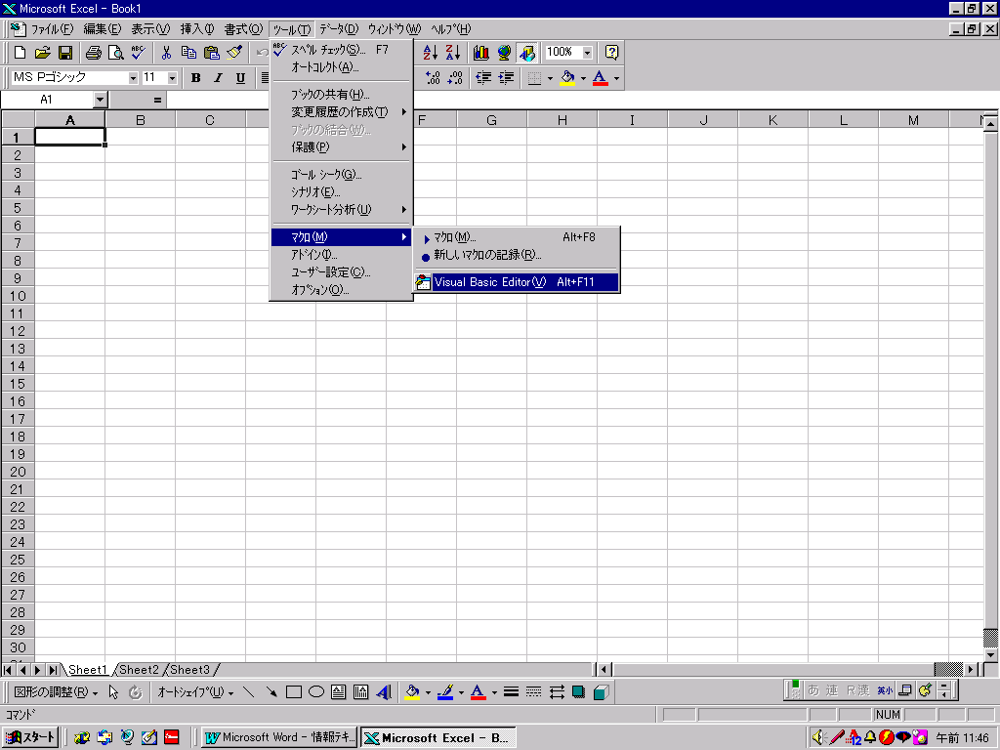 Microsoft Excel - Book1
ﾌｧｲﾙ(F) 編集(E) 表示(V) 挿入(I) 書式(O) ﾂｰﾙ(T) ﾃﾞｰﾀ(D) ｳｨﾝﾄﾞｳ(W) ﾍﾙﾌﾟ(H)
100%
MS Pゴシック 11 B I U
A1 =
A B C F G H I J K L M
1
2
3
4
5
6
7
8
9
10
11
12
13
14
15
16
17
18
19
20
21
22
23
24
25
26
27
28
29
30
ｽﾍﾟﾙ ﾁｪｯｸ(S)... F7
ｵｰﾄｺﾚｸﾄ(A)...
ﾌﾞｯｸの共有(H)...
変更履歴の作成(T)
ﾌﾞｯｸの結合(W)...
保護(P)
ｺﾞｰﾙ ｼｰｸ(G)...
ｼﾅﾘｵ(E)...
ﾜｰｸｼｰﾄ分析(U)
ﾏｸﾛ(M)
ｱﾄﾞｲﾝ(I)...
ﾕｰｻﾞｰ設定(C)...
ｵﾌﾟｼｮﾝ(O)...
ﾏｸﾛ(M)... Alt+F8
新しいﾏｸﾛの記録(R)...
Visual Basic Editor(V) Alt+F11
Sheet1 Sheet2 Sheet3
図形の調整(R) ｵｰﾄｼｪｲﾌﾟ(U)
あ 連 R漢 英小
ｺﾏﾝﾄﾞ NUM
ｽﾀｰﾄ Microsoft Word - '情報ﾃｷ... Microsoft Excel - B... 午前 11:46